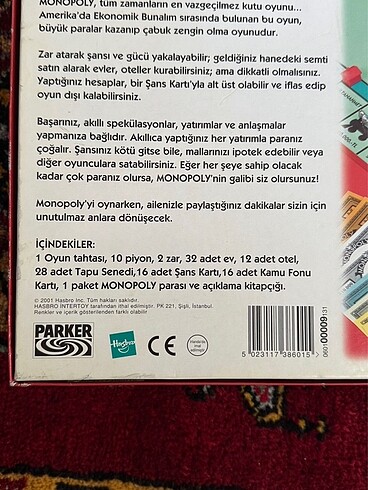 MONOPOLY, tüm zamanların en vazgeçilmez kutu oyunu...
Amerika'da Ekonomik Bunalım sırasında bulunan bu oyun,
büyük paralar kazanıp çabuk zengin olma oyunudur.
Zar atarak şansı ve gücü yakalayabilir; geldiğiniz hanedeki semti
satın alarak evler, oteller kurabilirsiniz; ama dikkatli olmalısınız.
Yaptığınız hesaplar, bir Şans Kartı'yla alt üst olabilir ve iflas edip
oyun dışı kalabilirsiniz.
Başarınız, akıllı spekülasyonlar, yatırımlar ve anlaşmalar
yapmanıza bağlıdır. Akıllıca yaptığınız her yatırımla paranız
çoğalır. Şansınız kötü gitse bile, mallarınızı ipotek edebilir veya
diğer oyunculara satabilirsiniz. Eğer her şeye sahip olacak
kadar çok paranız olursa, MONOPOLY'nin galibi siz olursunuz!
Monopoly'yi oynarken, ailenizle paylaştığınız dakikalar sizin için
unutulmaz anlara dönüşecek.
İÇİNDEKİLER:
1 Oyun tahtası, 10 piyon, 2 zar, 32 adet ev, 12 adet otel,
28 adet Tapu Senedi,16 adet Şans Kartı,16 adet Kamu Fonu
Kartı, 1 paket MONOPOLY parası ve açıklama kitapçığı.
© 2001 Hasbro Inc. Tüm hakları saklıdır.
HASBRO INTERTOY tarafından ithal edilmiştir. PK 221, Şişli, İstanbul.
Renkler ve içerik gösterilenden farklı olabilir.
PARKER
Hasbro
CE
5 023117 386015
0601 00009 131